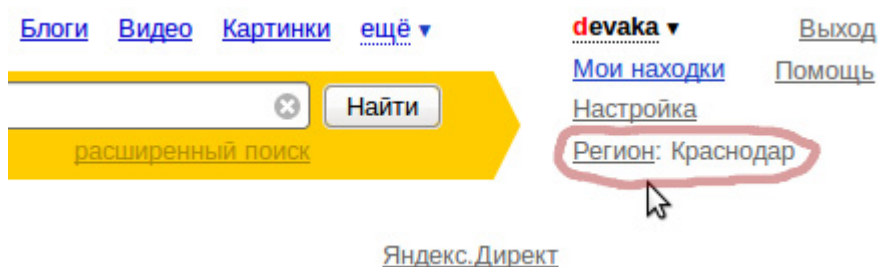 Блоги Видео Картинки ещё ▾ devaka ▾ Выход
Мои находки Помощь
Найти Настройка
расширенный поиск Регион: Краснодар
Яндекс.Директ